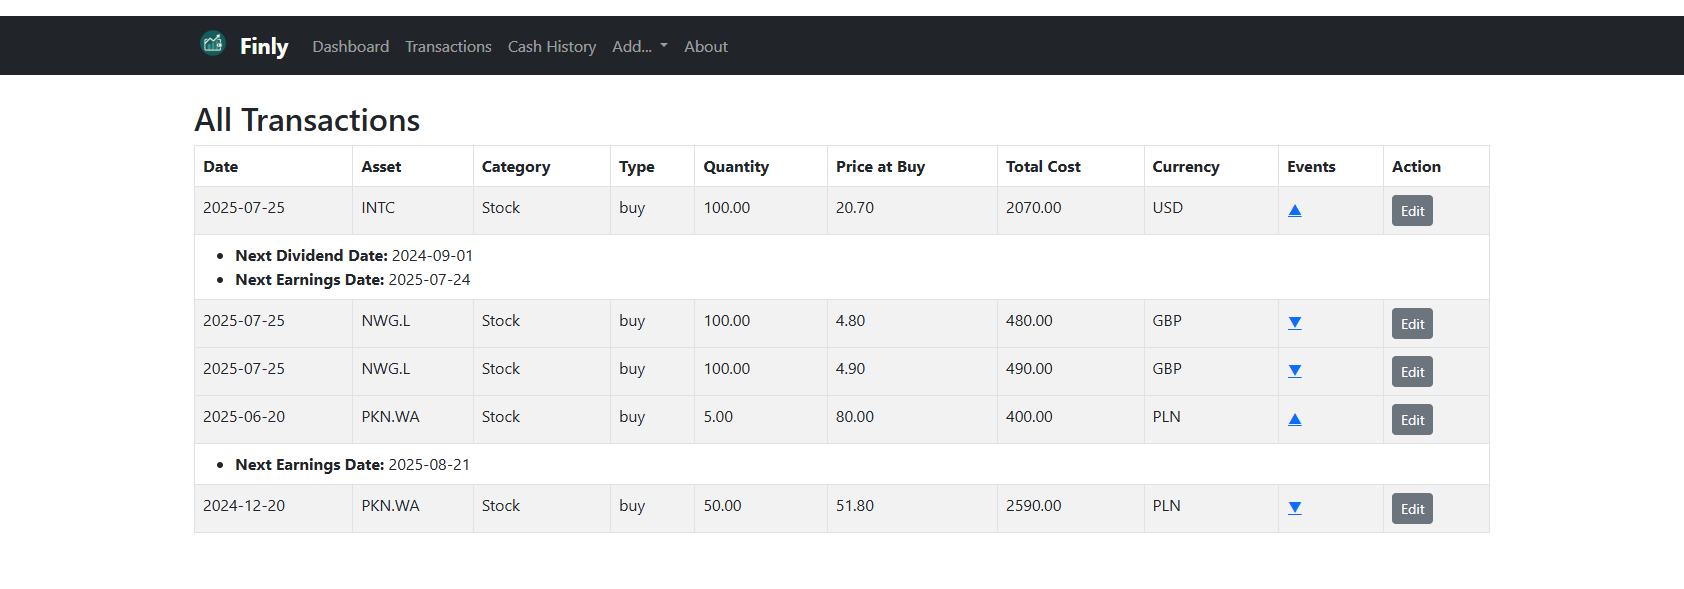 Finly Dashboard Transactions Cash History Add... About
All Transactions
Date Asset Category Type Quantity Price at Buy Total Cost Currency Events Action
2025-07-25 INTC Stock buy 100.00 20.70 2070.00 USD ▲ Edit
• Next Dividend Date: 2024-09-01
• Next Earnings Date: 2025-07-24
2025-07-25 NWG.L Stock buy 100.00 4.80 480.00 GBP ▼ Edit
2025-07-25 NWG.L Stock buy 100.00 4.90 490.00 GBP ▼ Edit
2025-06-20 PKN.WA Stock buy 5.00 80.00 400.00 PLN ▲ Edit
• Next Earnings Date: 2025-08-21
2024-12-20 PKN.WA Stock buy 50.00 51.80 2590.00 PLN ▼ Edit